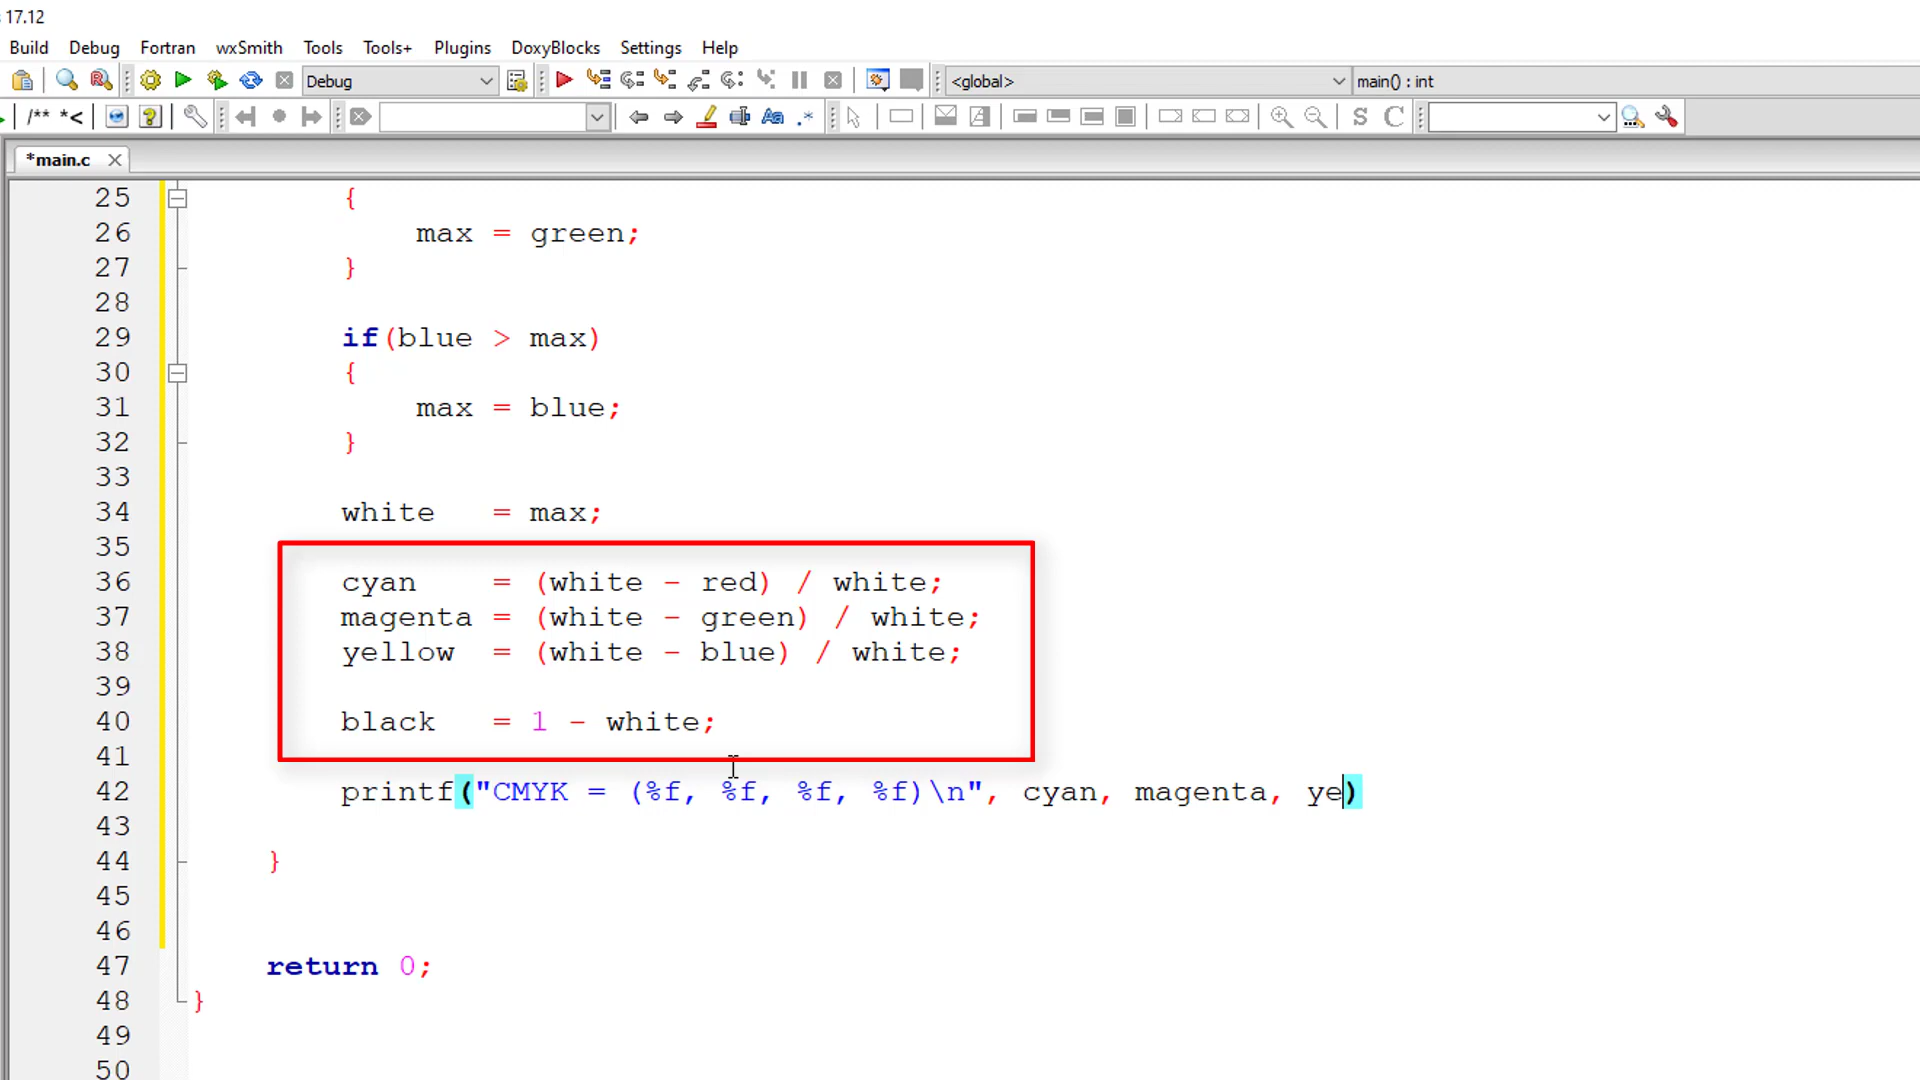 17.12
Build Debug Fortran wxSmith Tools Tools+ Plugins DoxyBlocks Settings Help
Debug <global> main() : int
/** *< Aa .* S C
*main.c
25 {
26 max = green;
27 }
28
29 if(blue > max)
30 {
31 max = blue;
32 }
33
34 white = max;
35
36 cyan = (white - red) / white;
37 magenta = (white - green) / white;
38 yellow = (white - blue) / white;
39
40 black = 1 - white;
41
42 printf("CMYK = (%f, %f, %f, %f)\n", cyan, magenta, ye)
43
44 }
45
46
47 return 0;
48 }
49
50